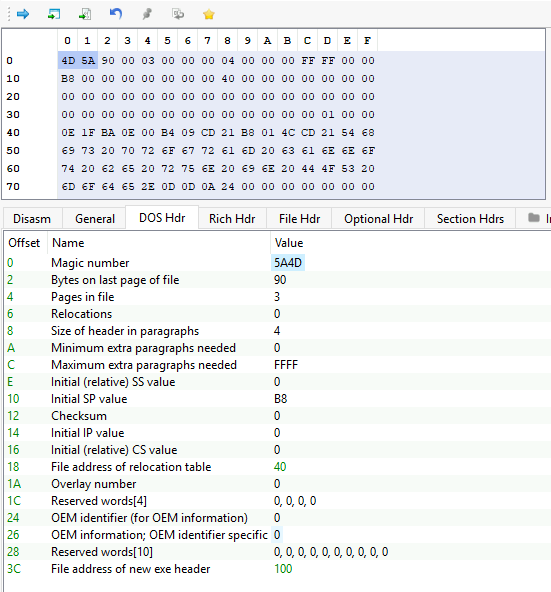 0 1 2 3 4 5 6 7 8 9 A B C D E F
0 4D 5A 90 00 03 00 00 00 04 00 00 00 FF FF 00 00
10 B8 00 00 00 00 00 00 00 40 00 00 00 00 00 00 00
20 00 00 00 00 00 00 00 00 00 00 00 00 00 00 00 00
30 00 00 00 00 00 00 00 00 00 00 00 00 00 01 00 00
40 0E 1F BA 0E 00 B4 09 CD 21 B8 01 4C CD 21 54 68
50 69 73 20 70 72 6F 67 72 61 6D 20 63 61 6E 6E 6F
60 74 20 62 65 20 72 75 6E 20 69 6E 20 44 4F 53 20
70 6D 6F 64 65 2E 0D 0D 0A 24 00 00 00 00 00 00 00
Disasm General DOS Hdr Rich Hdr File Hdr Optional Hdr Section Hdrs
Offset Name Value
0 Magic number 5A4D
2 Bytes on last page of file 90
4 Pages in file 3
6 Relocations 0
8 Size of header in paragraphs 4
A Minimum extra paragraphs needed 0
C Maximum extra paragraphs needed FFFF
E Initial (relative) SS value 0
10 Initial SP value B8
12 Checksum 0
14 Initial IP value 0
16 Initial (relative) CS value 0
18 File address of relocation table 40
1A Overlay number 0
1C Reserved words[4] 0, 0, 0, 0
24 OEM identifier (for OEM information) 0
26 OEM information; OEM identifier specific 0
28 Reserved words[10] 0, 0, 0, 0, 0, 0, 0, 0, 0, 0
3C File address of new exe header 100